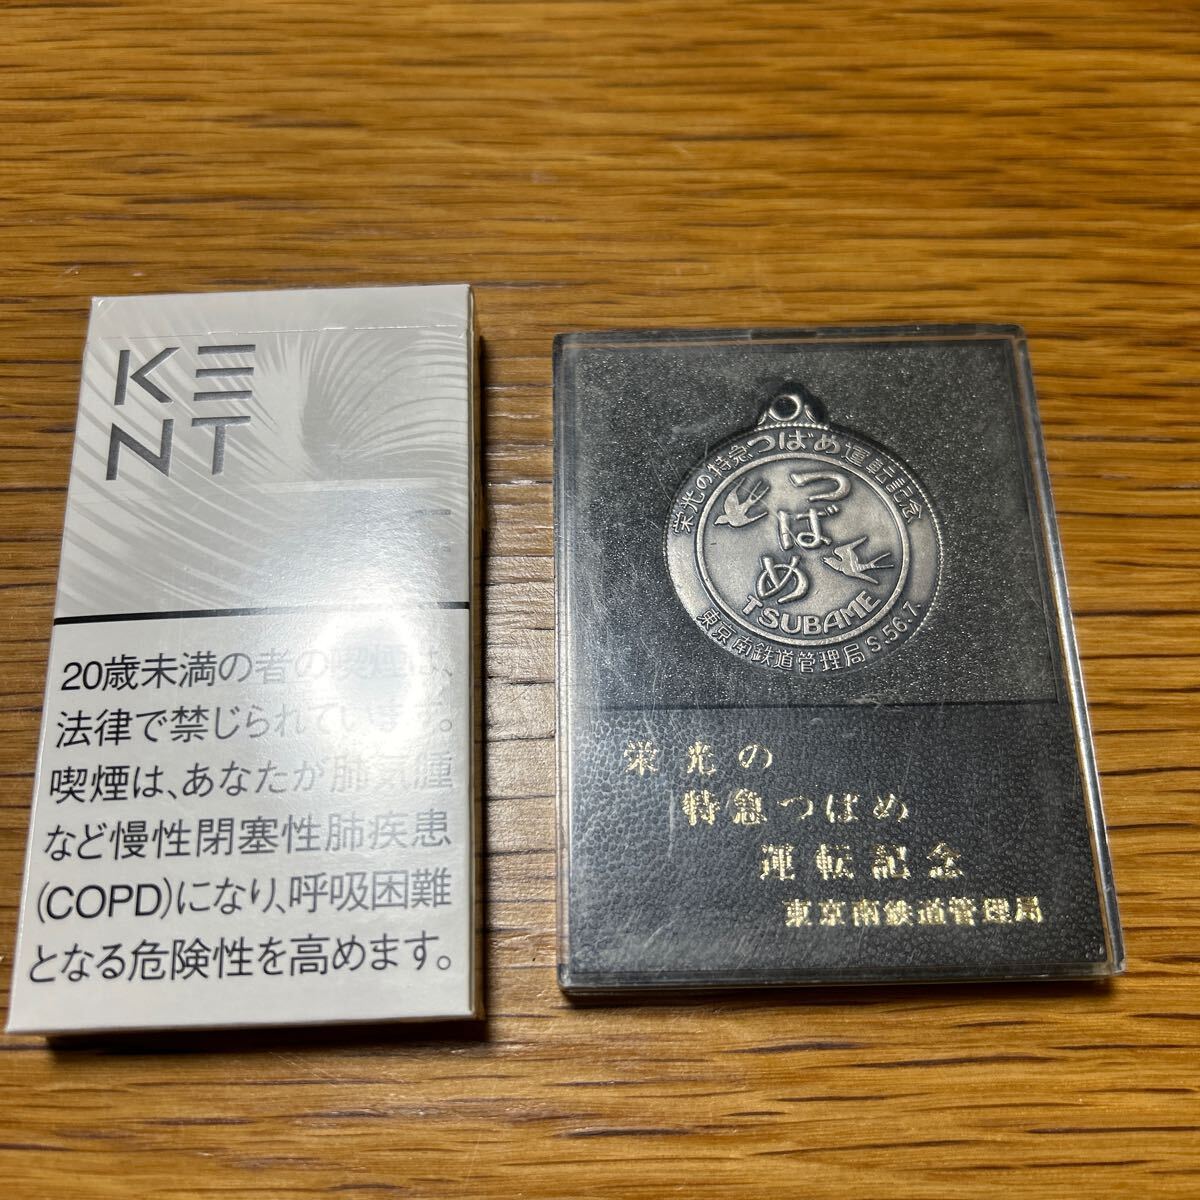 KE
NT
20歳未満の者の喫煙は、
法律で禁じられています。
喫煙は、あなたが肺気腫
など慢性閉塞性肺疾患
(COPD)になり、呼吸困難
となる危険性を高めます。
栄光の特急つばめ運転記念
つばめ
TSUBAME
東京南鉄道管理局 S.56.7.
栄光の
特急つばめ
運転記念
東京南鉄道管理局